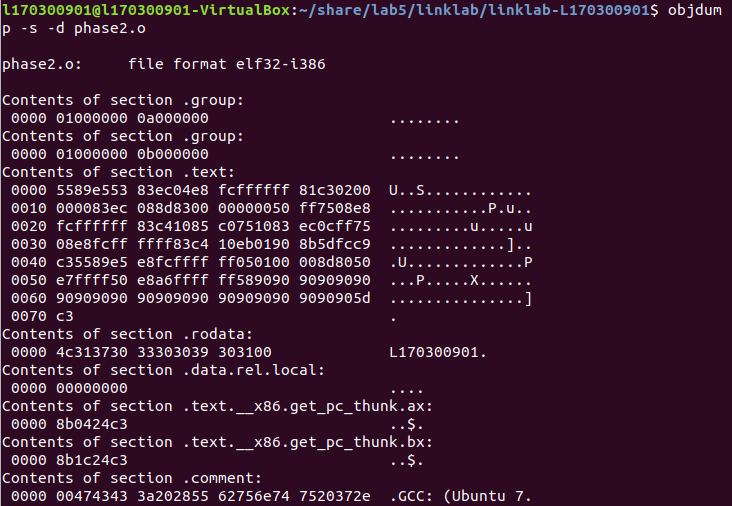 l170300901@l170300901-VirtualBox:~/share/lab5/linklab/linklab-L170300901$ objdum
p -s -d phase2.o

phase2.o:     file format elf32-i386

Contents of section .group:
 0000 01000000 0a000000                    ........
Contents of section .group:
 0000 01000000 0b000000                    ........
Contents of section .text:
 0000 5589e553 83ec04e8 fcffffff 81c30200  U..S............
 0010 000083ec 088d8300 00000050 ff7508e8  ...........P.u..
 0020 fcffffff 83c41085 c0751083 ec0cff75  .........u.....u
 0030 08e8fcff ffff83c4 10eb0190 8b5dfcc9  .............]..
 0040 c35589e5 e8fcffff ff050100 008d8050  .U.............P
 0050 e7ffff50 e8a6ffff ff589090 90909090  ...P.....X......
 0060 90909090 90909090 90909090 9090905d  ...............]
 0070 c3                                   .
Contents of section .rodata:
 0000 4c313730 33303039 303100             L170300901.
Contents of section .data.rel.local:
 0000 00000000                             ....
Contents of section .text.__x86.get_pc_thunk.ax:
 0000 8b0424c3                             ..$.
Contents of section .text.__x86.get_pc_thunk.bx:
 0000 8b1c24c3                             ..$.
Contents of section .comment:
 0000 00474343 3a202855 62756e74 7520372e  .GCC: (Ubuntu 7.